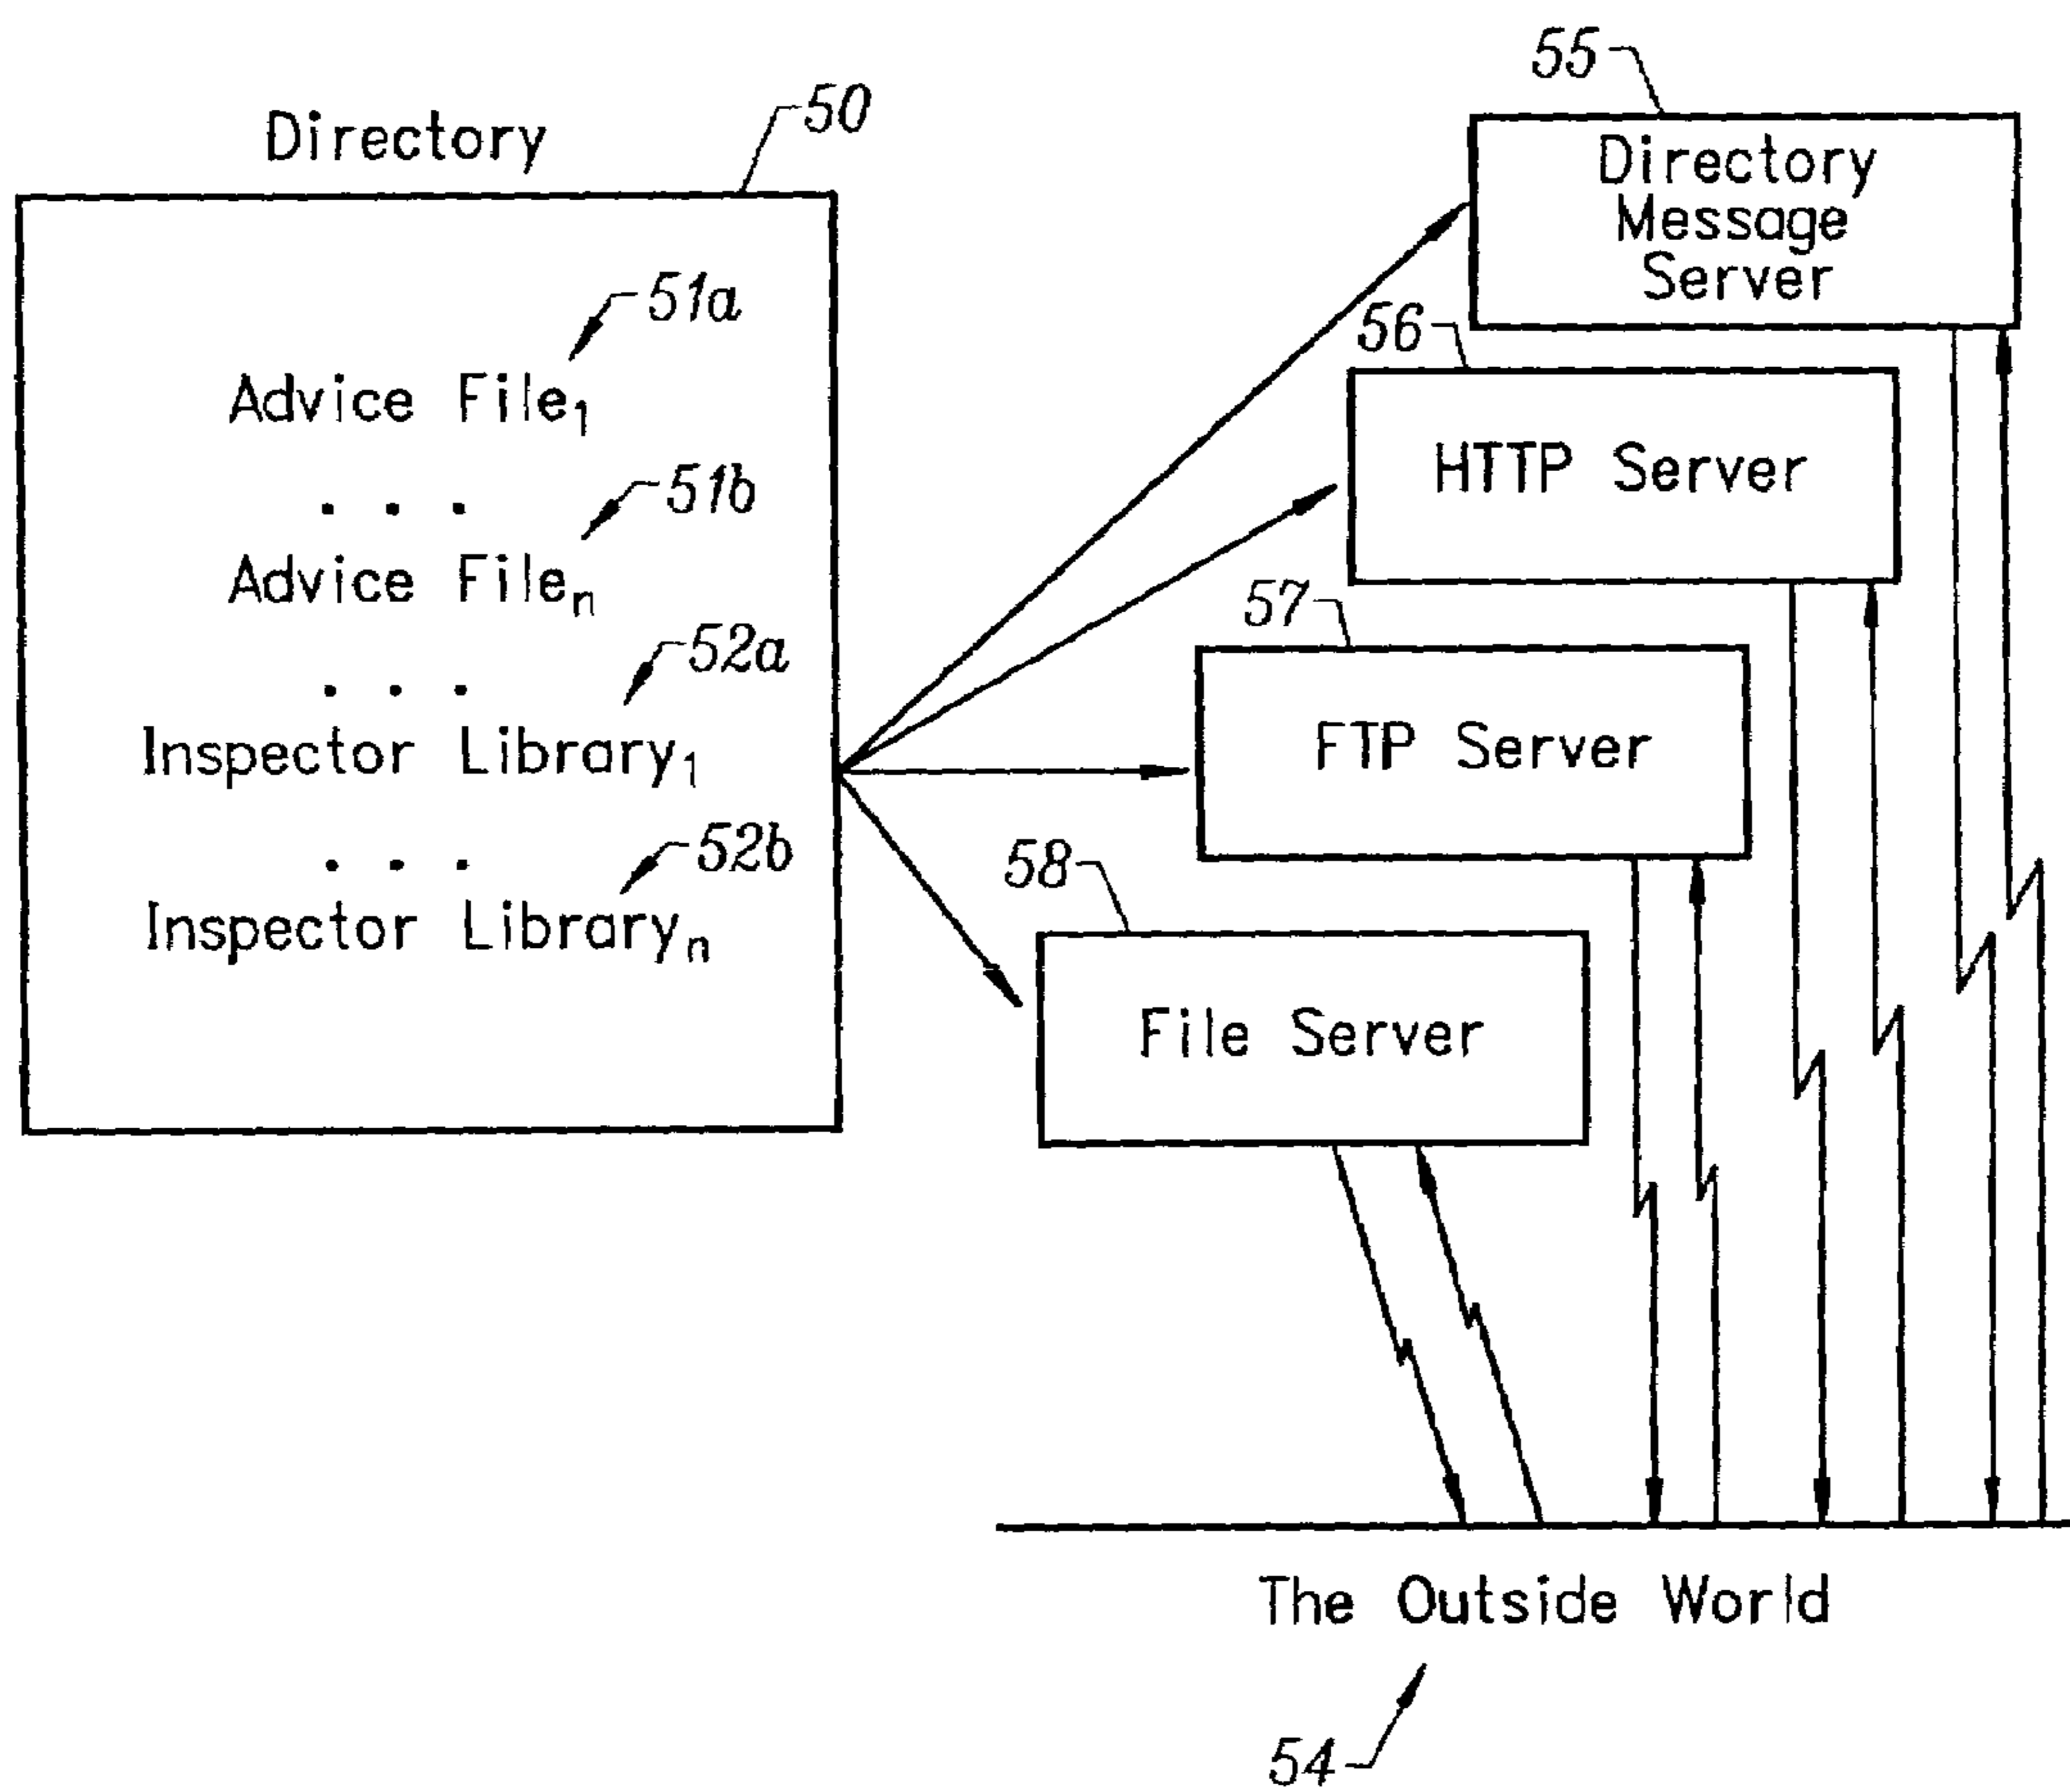 Directory
50
51a
Advice File1
. . .
51b
Advice Filen
. . .
52a
Inspector Library1
. . .
52b
Inspector Libraryn
55
Directory
Message
Server
56
HTTP Server
57
FTP Server
58
File Server
The Outside World
54